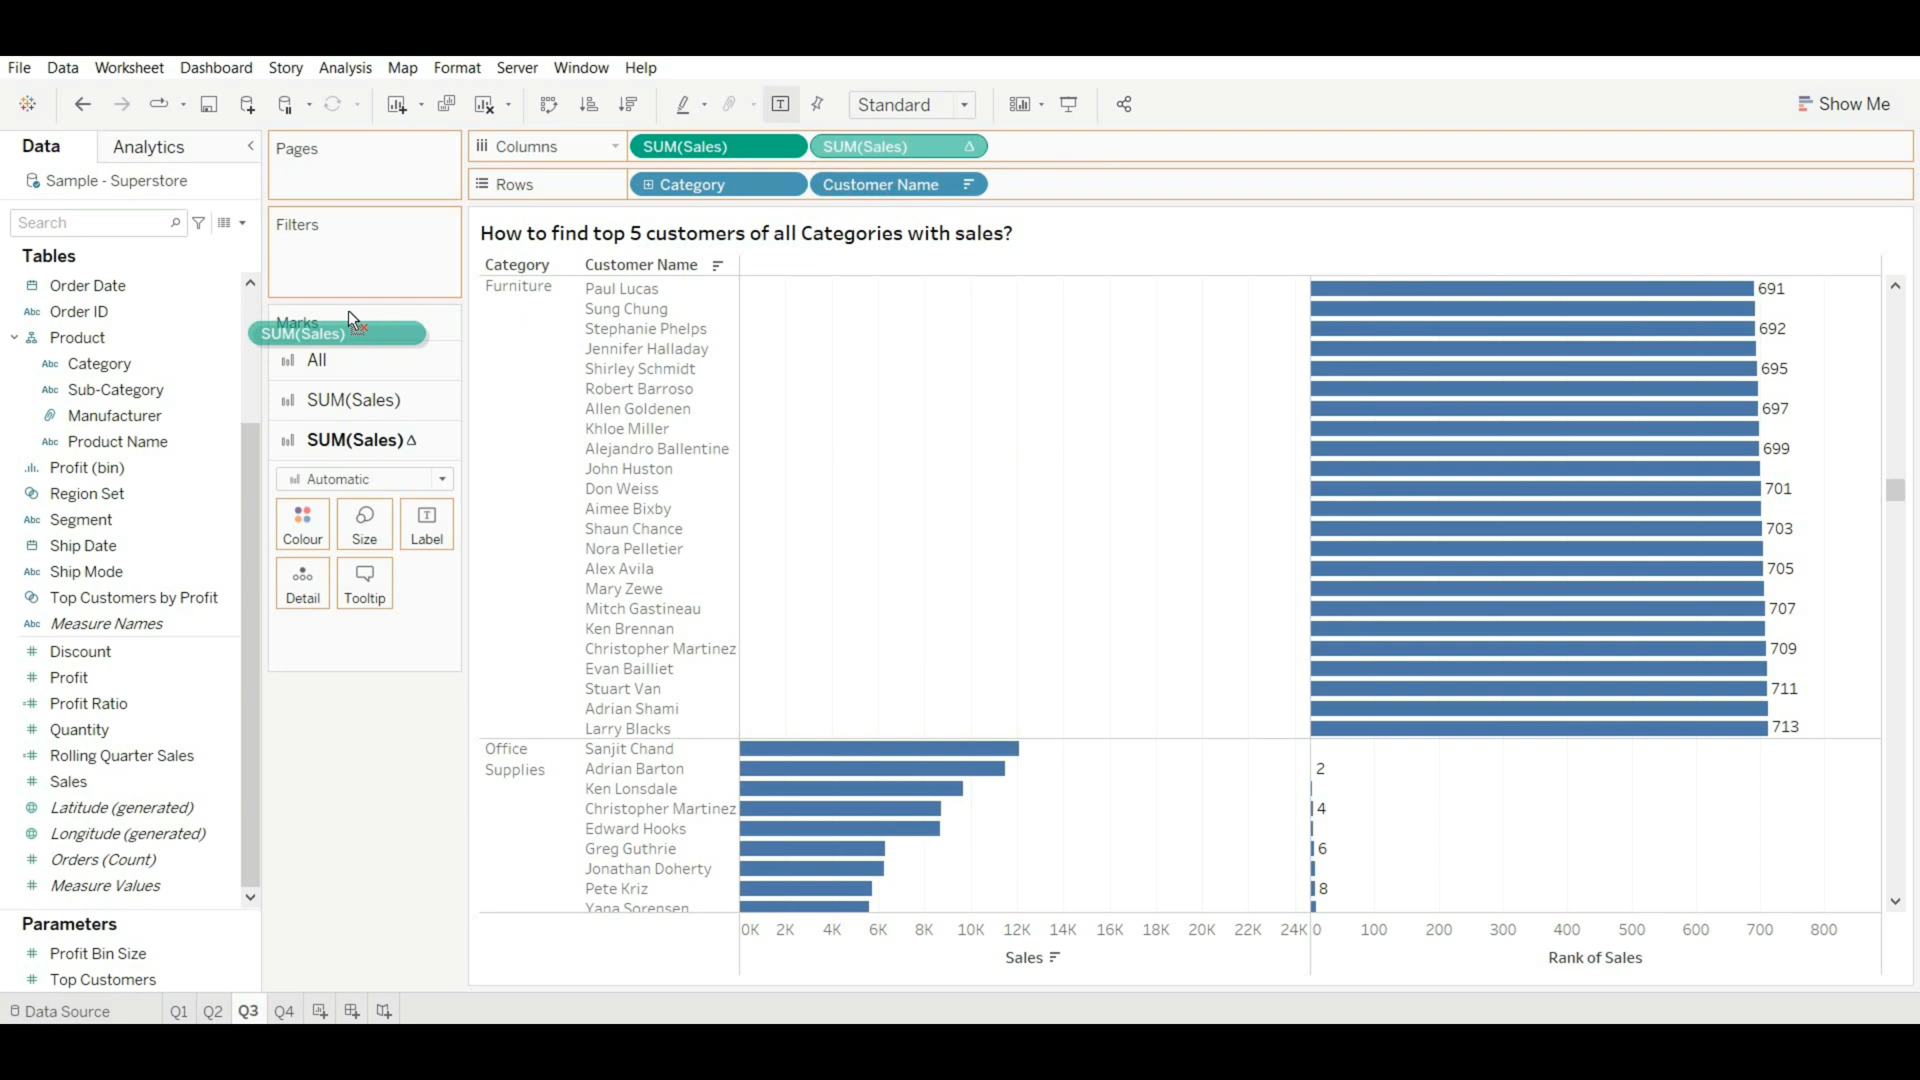 File Data Worksheet Dashboard Story Analysis Map Format Server Window Help
Standard
Show Me
Data Analytics
Sample - Superstore
Search
Tables
Order Date
Abc Order ID
Product
Abc Category
Abc Sub-Category
Manufacturer
Abc Product Name
Profit (bin)
Region Set
Abc Segment
Ship Date
Abc Ship Mode
Top Customers by Profit
Abc Measure Names
# Discount
# Profit
=# Profit Ratio
# Quantity
=# Rolling Quarter Sales
# Sales
Latitude (generated)
Longitude (generated)
# Orders (Count)
# Measure Values
Parameters
# Profit Bin Size
# Top Customers
Pages
Filters
Marks
SUM(Sales)
All
SUM(Sales)
SUM(Sales) Δ
Automatic
Colour Size Label
Detail Tooltip
Columns SUM(Sales) SUM(Sales) Δ
Rows Category Customer Name
How to find top 5 customers of all Categories with sales?
Category Customer Name
Furniture Paul Lucas 691
Sung Chung
Stephanie Phelps 692
Jennifer Halladay
Shirley Schmidt 695
Robert Barroso
Allen Goldenen 697
Khloe Miller
Alejandro Ballentine 699
John Huston
Don Weiss 701
Aimee Bixby
Shaun Chance 703
Nora Pelletier
Alex Avila 705
Mary Zewe
Mitch Gastineau 707
Ken Brennan
Christopher Martinez 709
Evan Bailliet
Stuart Van 711
Adrian Shami
Larry Blacks 713
Office Supplies Sanjit Chand
Adrian Barton 2
Ken Lonsdale
Christopher Martinez 4
Edward Hooks
Greg Guthrie 6
Jonathan Doherty
Pete Kriz 8
Yana Sorensen
0K 2K 4K 6K 8K 10K 12K 14K 16K 18K 20K 22K 24K 0 100 200 300 400 500 600 700 800
Sales Rank of Sales
Data Source Q1 Q2 Q3 Q4